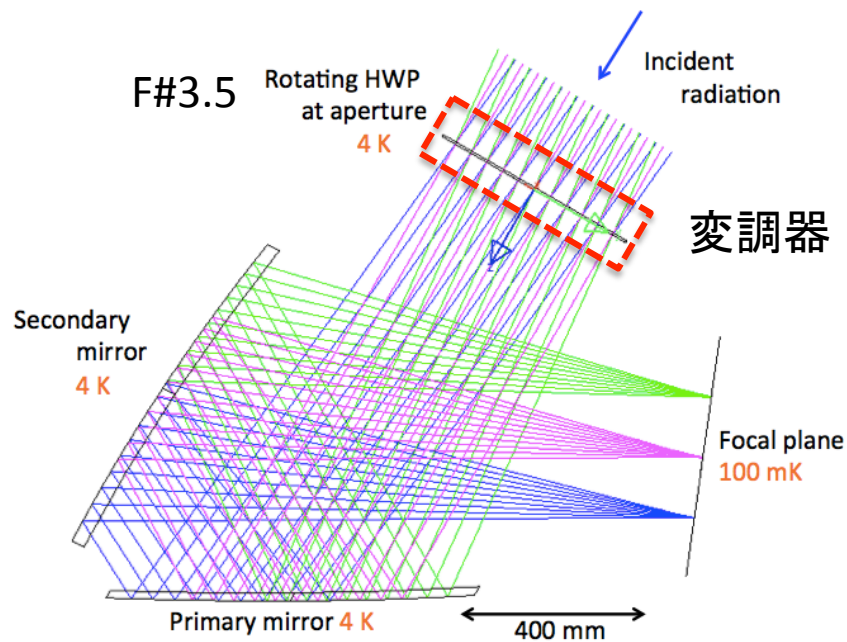 F#3.5
Rotating HWP
at aperture
4 K
Incident
radiation
変調器
Secondary
mirror
4 K
Focal plane
100 mK
Primary mirror 4 K
400 mm